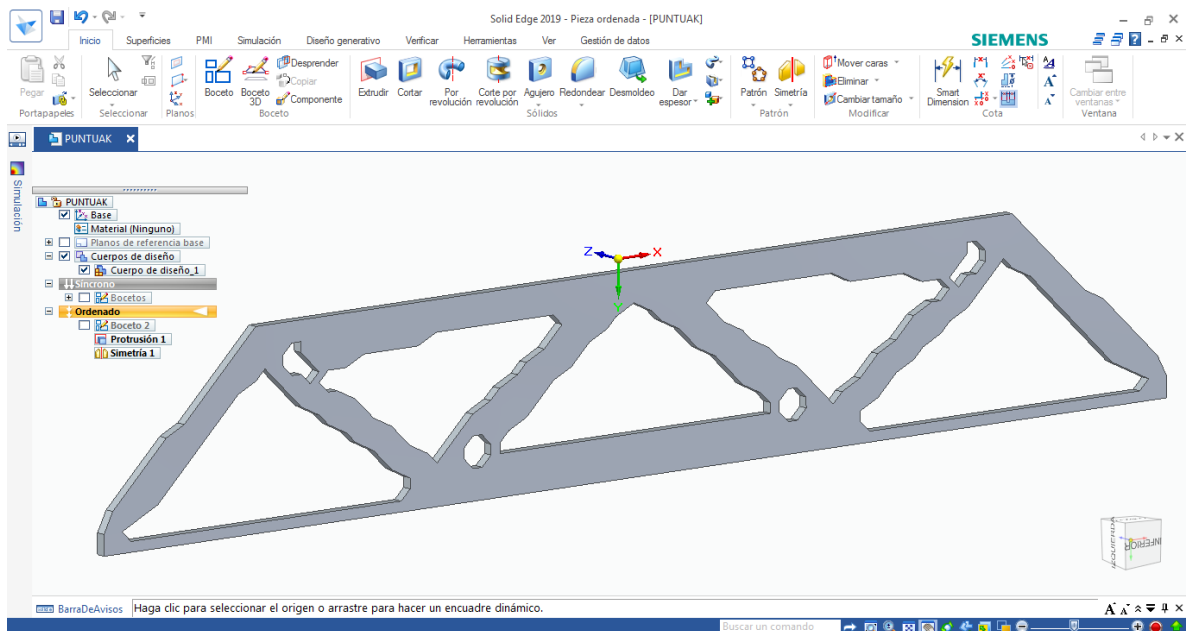 Solid Edge 2019 - Pieza ordenada - [PUNTUAK]
Inicio Superficies PMI Simulación Diseño generativo Verificar Herramientas Ver Gestión de datos SIEMENS
Pegar
Portapapeles
Seleccionar
Seleccionar
Planos
Boceto
Boceto 3D
Desprender
Copiar
Componente
Boceto
Extrudir
Cortar
Por revolución
Corte por revolución
Agujero
Redondear
Desmoldeo
Dar espesor
Sólidos
Patrón
Simetría
Patrón
Mover caras
Eliminar
Cambiar tamaño
Modificar
Smart Dimension
Cota
Cambiar entre ventanas
Ventana
PUNTUAK
Simulación
PUNTUAK
Base
Material (Ninguno)
Planos de referencia base
Cuerpos de diseño
Cuerpo de diseño_1
Síncrono
Bocetos
Ordenado
Boceto 2
Protrusión 1
Simetría 1
Z X
Y
IZQUIERDA
INFERIOR
BarraDeAvisos Haga clic para seleccionar el origen o arrastre para hacer un encuadre dinámico.
Buscar un comando